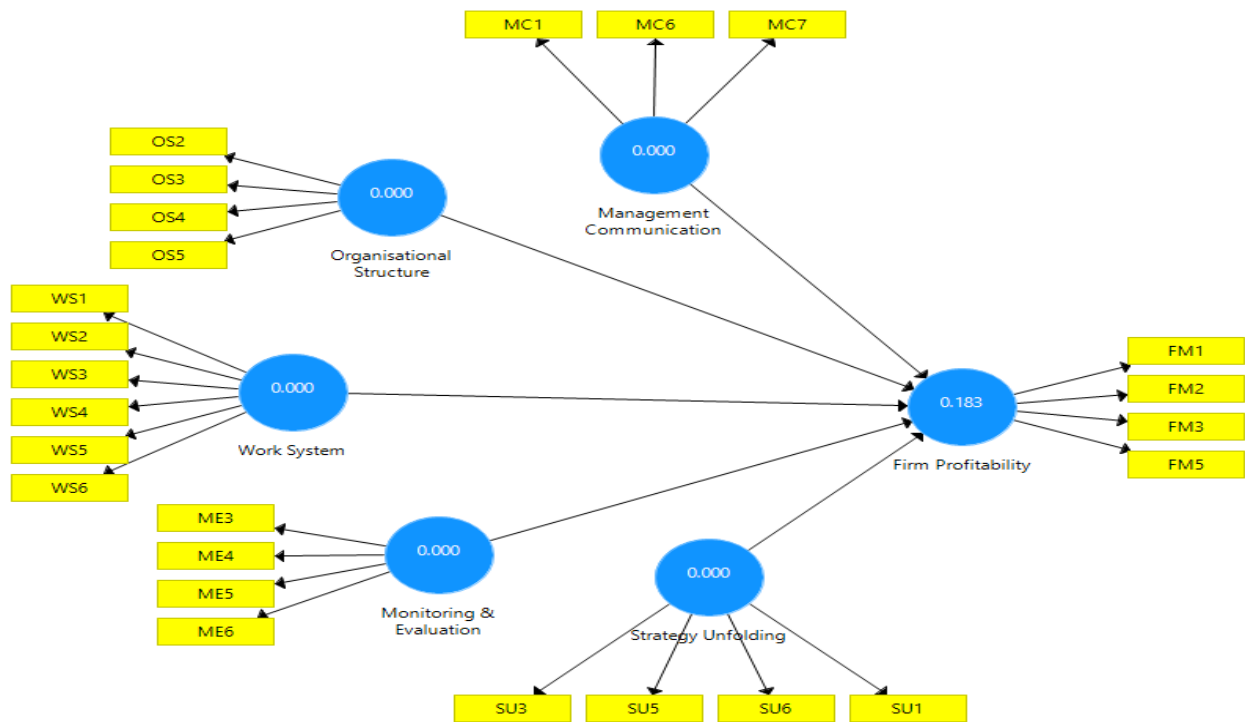 MC1
MC6
MC7
0.000
Management
Communication
OS2
OS3
OS4
OS5
0.000
Organisational
Structure
WS1
WS2
WS3
WS4
WS5
WS6
0.000
Work System
0.183
Firm Profitability
FM1
FM2
FM3
FM5
ME3
ME4
ME5
ME6
0.000
Monitoring &
Evaluation
0.000
Strategy Unfolding
SU3
SU5
SU6
SU1